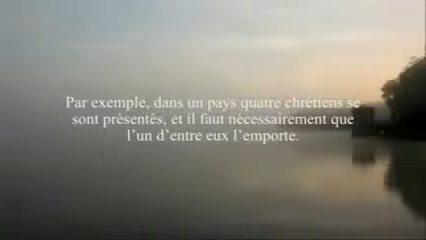 Par exemple, dans un pays quatre chrétiens se
sont présentés, et il faut nécessairement que
l’un d’entre eux l’emporte.